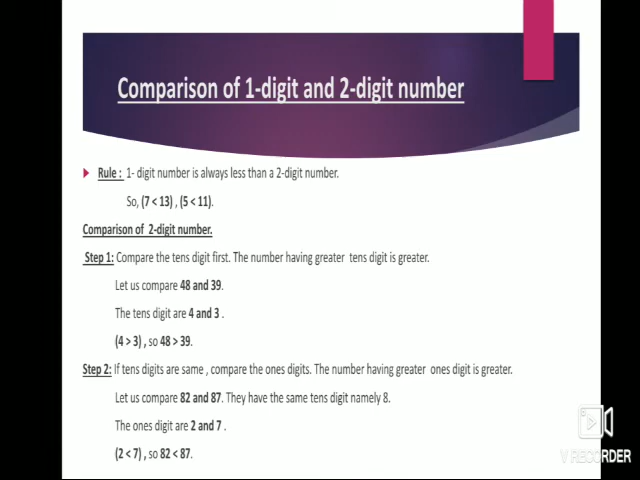 Comparison of 1-digit and 2-digit number
Rule : 1- digit number is always less than a 2-digit number.
So, (7 < 13) , (5 < 11).
Comparison of 2-digit number.
Step 1: Compare the tens digit first. The number having greater tens digit is greater.
Let us compare 48 and 39.
The tens digit are 4 and 3 .
(4 > 3) , so 48 > 39.
Step 2: If tens digits are same , compare the ones digits. The number having greater ones digit is greater.
Let us compare 82 and 87. They have the same tens digit namely 8.
The ones digit are 2 and 7 .
(2 < 7), so 82 < 87.
V RECORDER